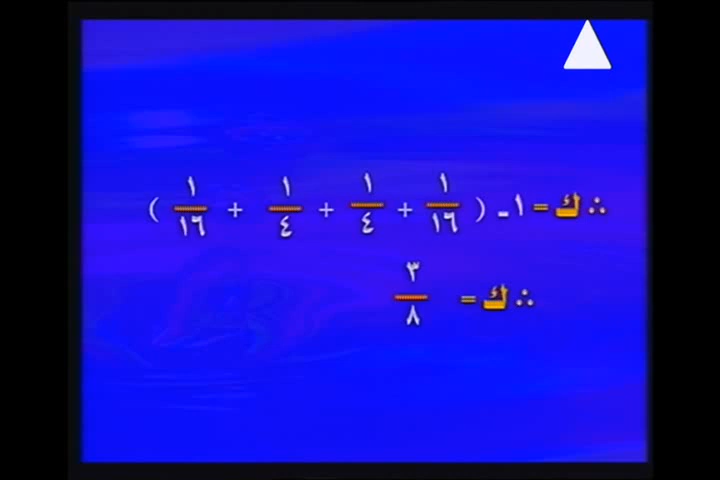 ∴ ك = ١ - ( ١/١٦ + ١/٤ + ١/٤ + ١/١٦ )
∴ ك = ٣/٨